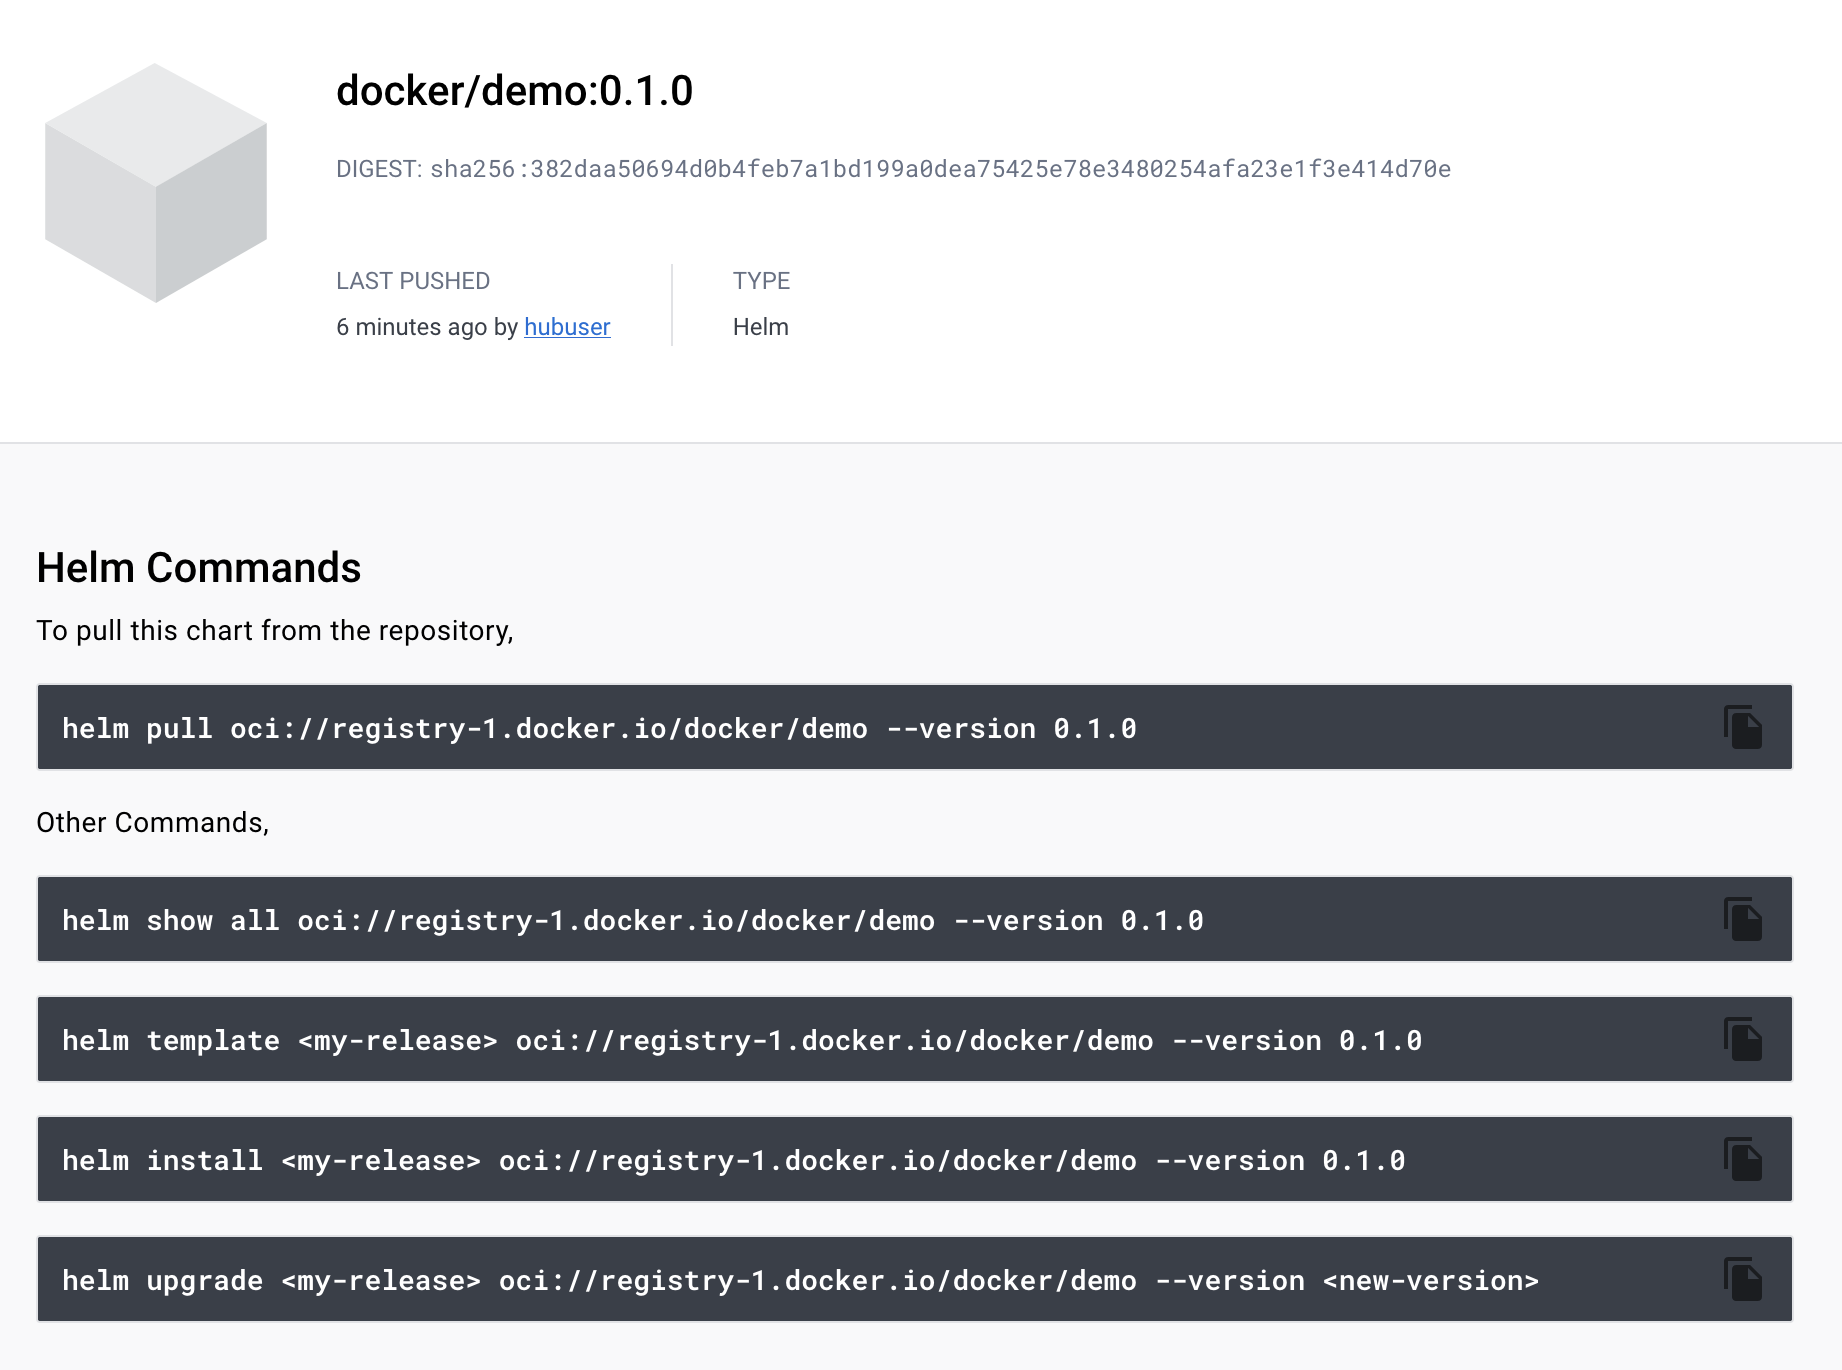 docker/demo:0.1.0
DIGEST: sha256:382daa50694d0b4feb7a1bd199a0dea75425e78e3480254afa23e1f3e414d70e
LAST PUSHED
TYPE
6 minutes ago by hubuser
Helm
Helm Commands
To pull this chart from the repository,
helm pull oci://registry-1.docker.io/docker/demo --version 0.1.0
Other Commands,
helm show all oci://registry-1.docker.io/docker/demo --version 0.1.0
helm template <my-release> oci://registry-1.docker.io/docker/demo --version 0.1.0
helm install <my-release> oci://registry-1.docker.io/docker/demo --version 0.1.0
helm upgrade <my-release> oci://registry-1.docker.io/docker/demo --version <new-version>